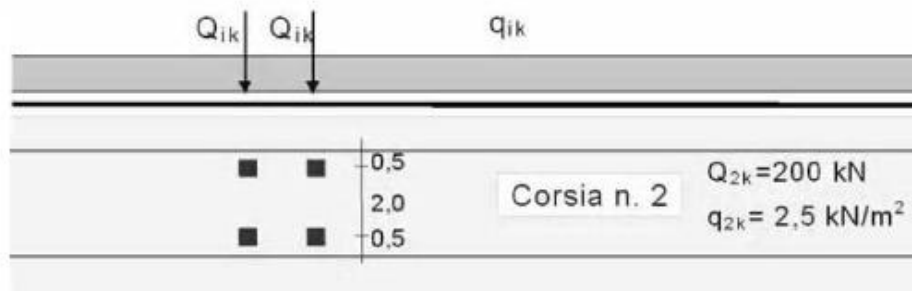 Qik Qik qik
0,5
2,0
0,5
Corsia n. 2
Q2k=200 kN
q2k= 2,5 kN/m²